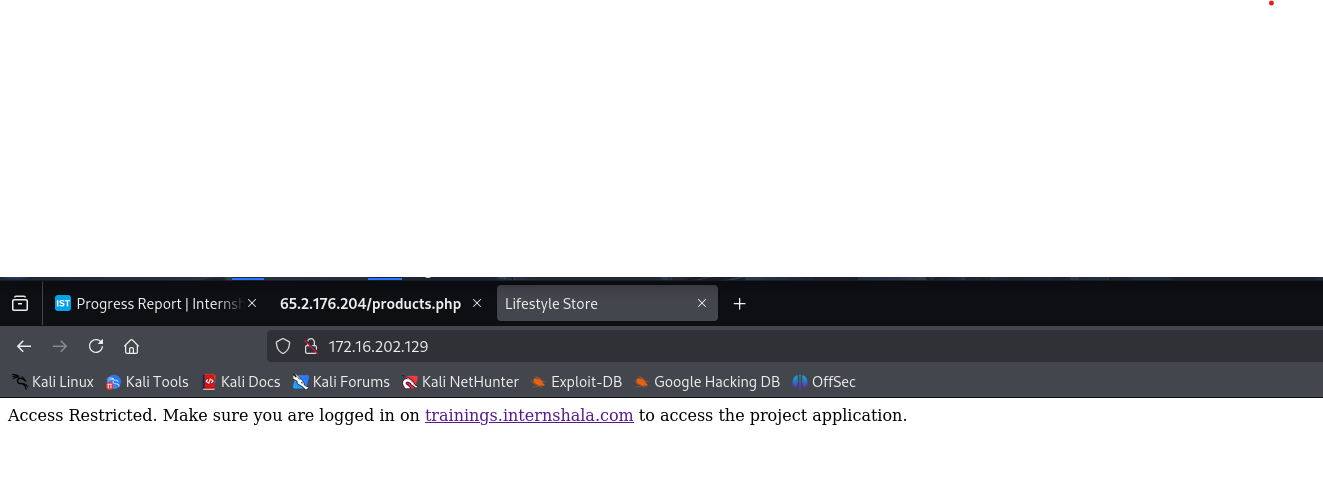 IST Progress Report | Interns 65.2.176.204/products.php Lifestyle Store
172.16.202.129
Kali Linux Kali Tools Kali Docs Kali Forums Kali NetHunter Exploit-DB Google Hacking DB OffSec
Access Restricted. Make sure you are logged in on trainings.internshala.com to access the project application.